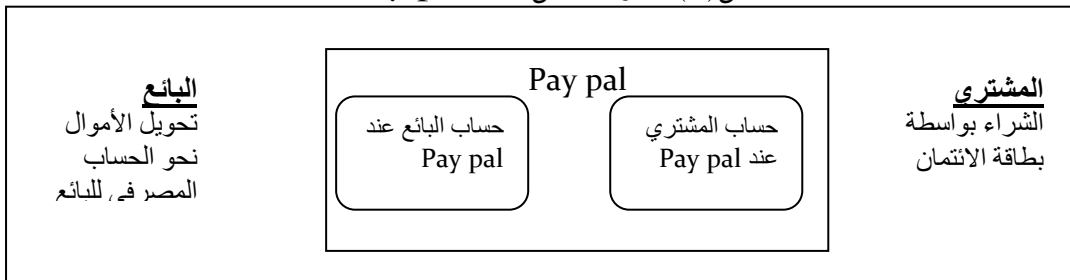 Pay pal
المشتري
الشراء بواسطة
بطاقة الائتمان
حساب المشتري
عند Pay pal
حساب البائع عند
Pay pal
البائع
تحويل الأموال
نحو الحساب
المصرفي للبائع